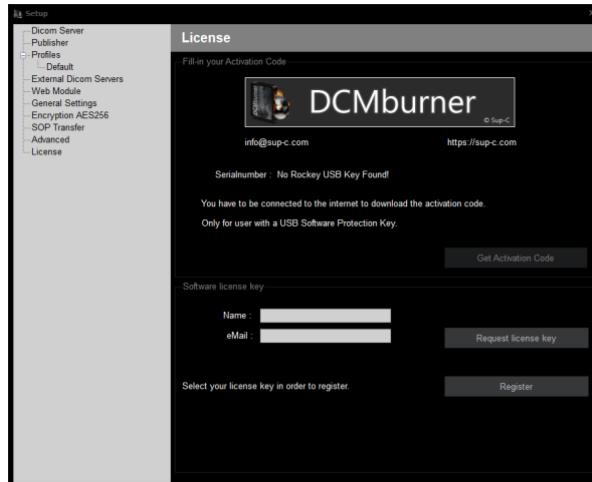 Setup
Dicom Server
Publisher
Profiles
Default
External Dicom Servers
Web Module
General Settings
Encryption AES256
SOP Transfer
Advanced
License
License
Fill-in your Activation Code
DCMburner
© Sup-C
info@sup-c.com
https://sup-c.com
Serialnumber : No Rockey USB Key Found!
You have to be connected to the internet to download the activation code.
Only for user with a USB Software Protection Key.
Get Activation Code
Software license key
Name :
eMail :
Request license key
Select your license key in order to register.
Register